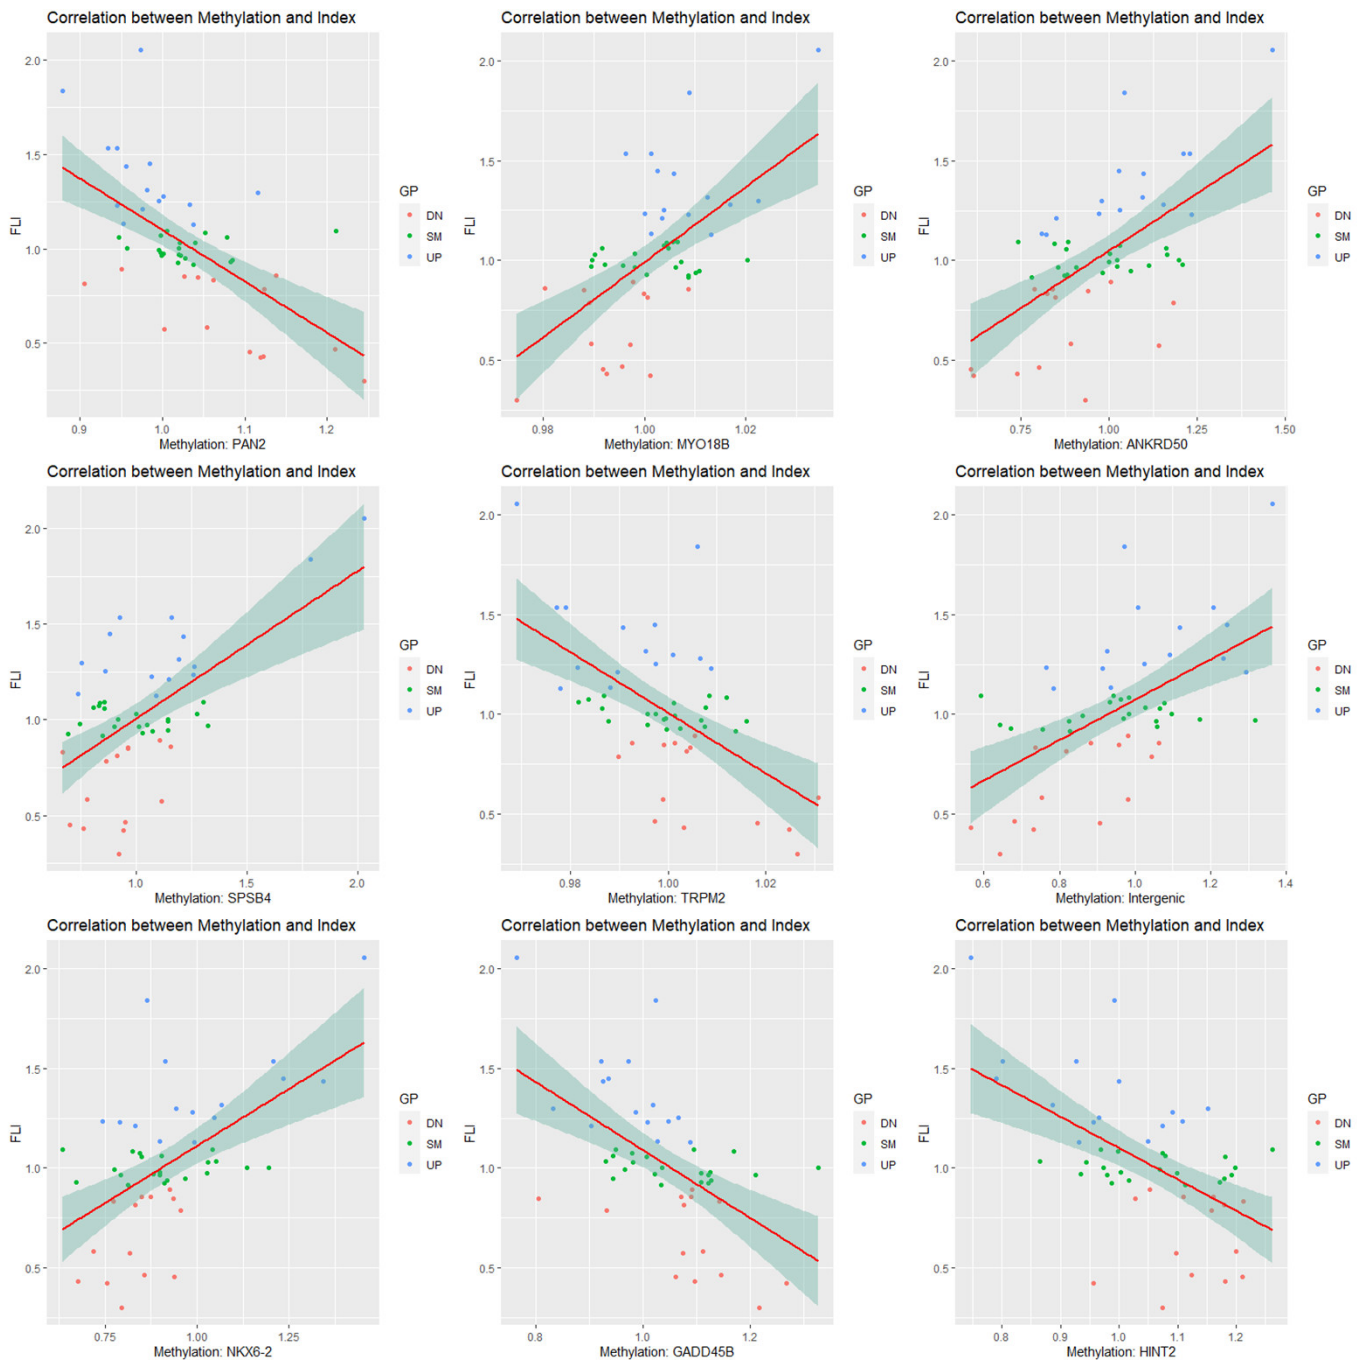 Correlation between Methylation and Index
FLI
2.0
1.5
1.0
0.5
0.9
1.0
1.1
1.2
Methylation: PAN2
GP
DN
SM
UP
Correlation between Methylation and Index
FLI
2.0
1.5
1.0
0.5
0.98
1.00
1.02
Methylation: MYO18B
GP
DN
SM
UP
Correlation between Methylation and Index
FLI
2.0
1.5
1.0
0.5
0.75
1.00
1.25
1.50
Methylation: ANKRD50
GP
DN
SM
UP
Correlation between Methylation and Index
FLI
2.0
1.5
1.0
0.5
1.0
1.5
2.0
Methylation: SPSB4
GP
DN
SM
UP
Correlation between Methylation and Index
FLI
2.0
1.5
1.0
0.5
0.98
1.00
1.02
Methylation: TRPM2
GP
DN
SM
UP
Correlation between Methylation and Index
FLI
2.0
1.5
1.0
0.5
0.6
0.8
1.0
1.2
1.4
Methylation: Intergenic
GP
DN
SM
UP
Correlation between Methylation and Index
FLI
2.0
1.5
1.0
0.5
0.75
1.00
1.25
Methylation: NKX6-2
GP
DN
SM
UP
Correlation between Methylation and Index
FLI
2.0
1.5
1.0
0.5
0.8
1.0
1.2
Methylation: GADD45B
GP
DN
SM
UP
Correlation between Methylation and Index
FLI
2.0
1.5
1.0
0.5
0.8
0.9
1.0
1.1
1.2
Methylation: HINT2
GP
DN
SM
UP